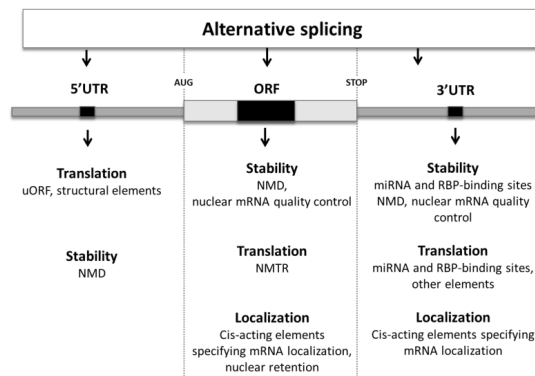 Alternative splicing
5'UTR
AUG
ORF
STOP
3'UTR
Translation
uORF, structural elements
Stability
NMD
Stability
NMD,
nuclear mRNA quality control
Translation
NMTR
Localization
Cis-acting elements
specifying mRNA localization,
nuclear retention
Stability
miRNA and RBP-binding sites
NMD, nuclear mRNA quality
control
Translation
miRNA and RBP-binding sites,
other elements
Localization
Cis-acting elements specifying
mRNA localization